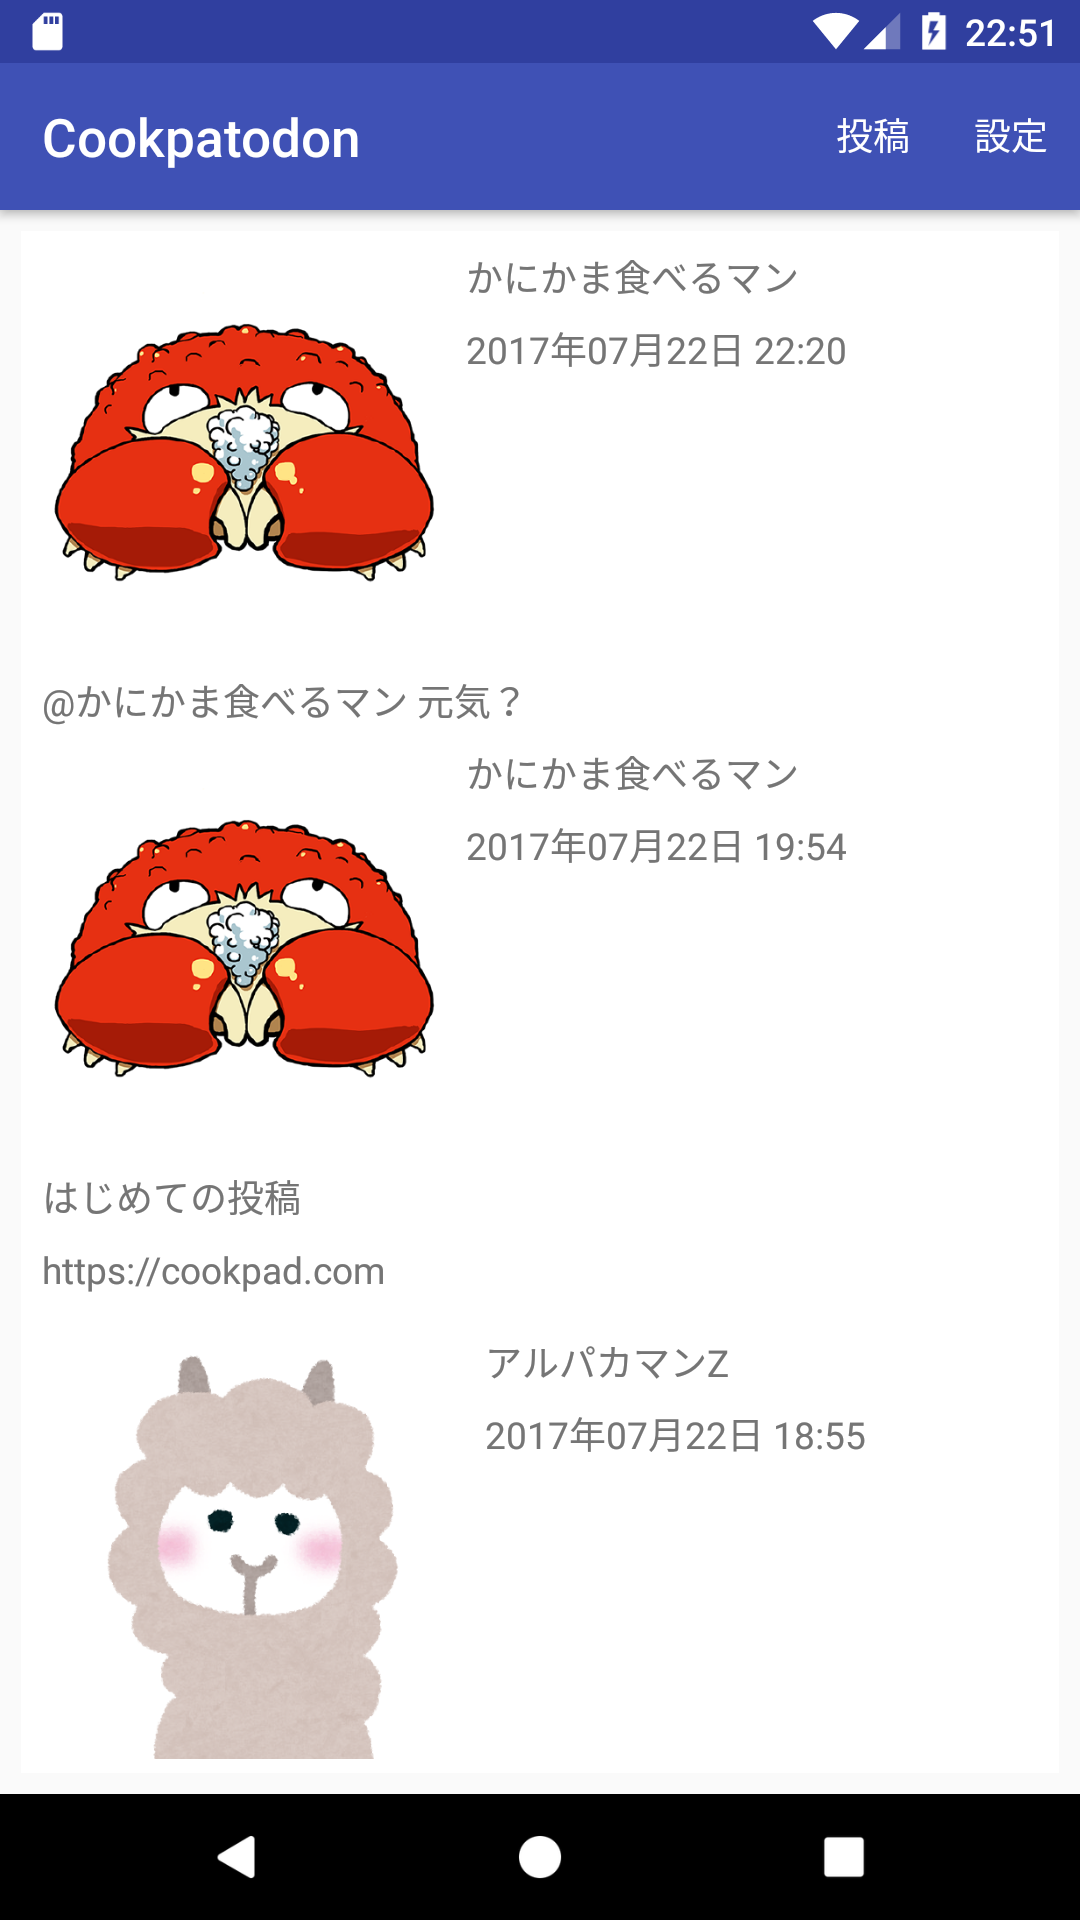 22:51
Cookpatodon 投稿 設定
かにかま食べるマン
2017年07月22日 22:20
@かにかま食べるマン 元気？
かにかま食べるマン
2017年07月22日 19:54
はじめての投稿
https://cookpad.com
アルパカマンZ
2017年07月22日 18:55